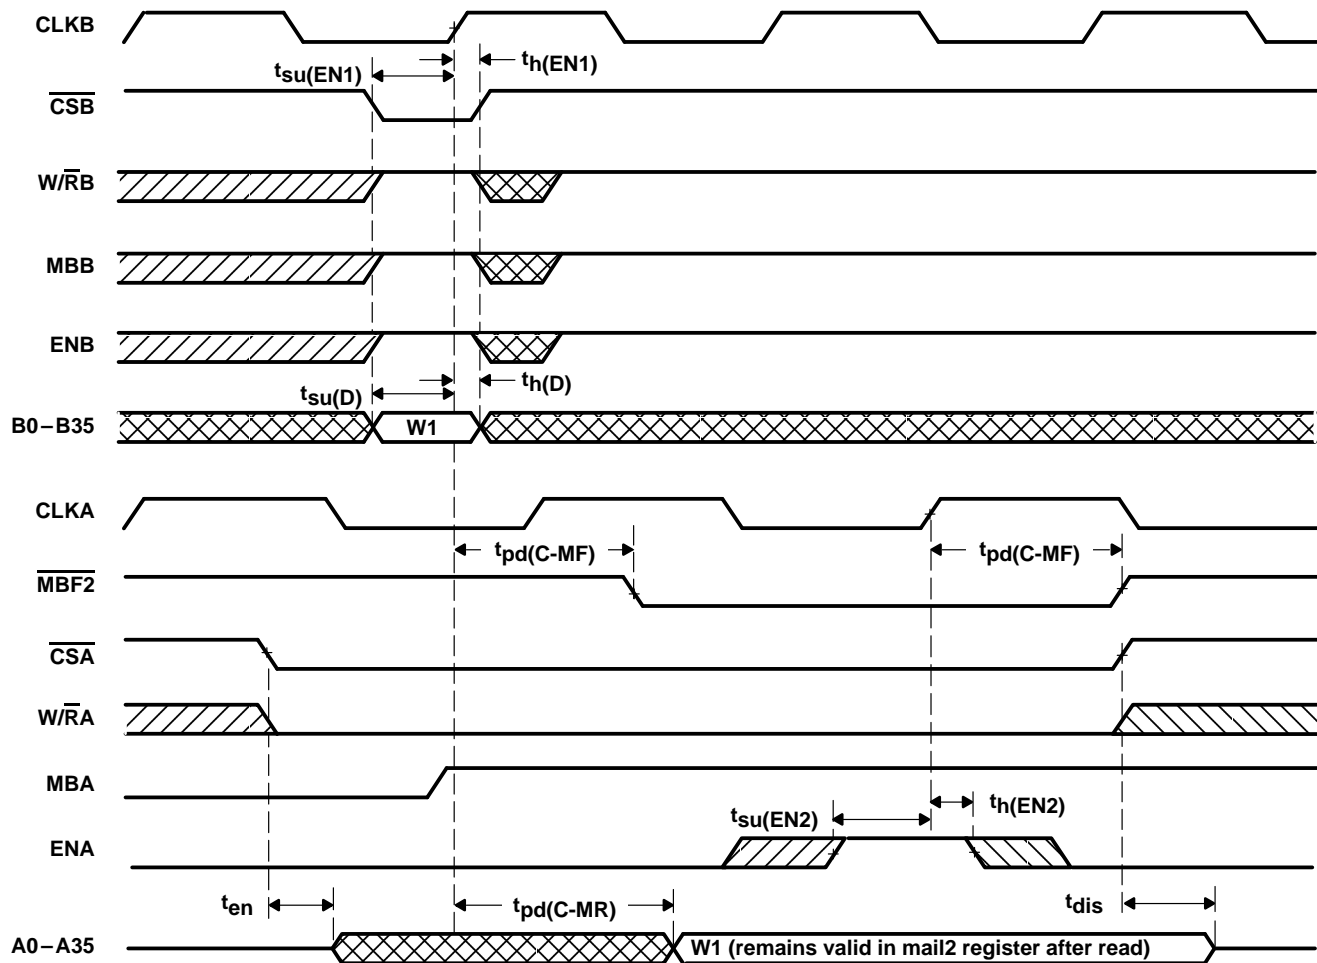 CLKB
tsu(EN1)
th(EN1)
CSB
W/RB
MBB
ENB
tsu(D)
th(D)
B0–B35
W1
CLKA
tpd(C-MF)
tpd(C-MF)
MBF2
CSA
W/RA
MBA
tsu(EN2)
th(EN2)
ENA
ten
tpd(C-MR)
tdis
A0–A35
W1 (remains valid in mail2 register after read)